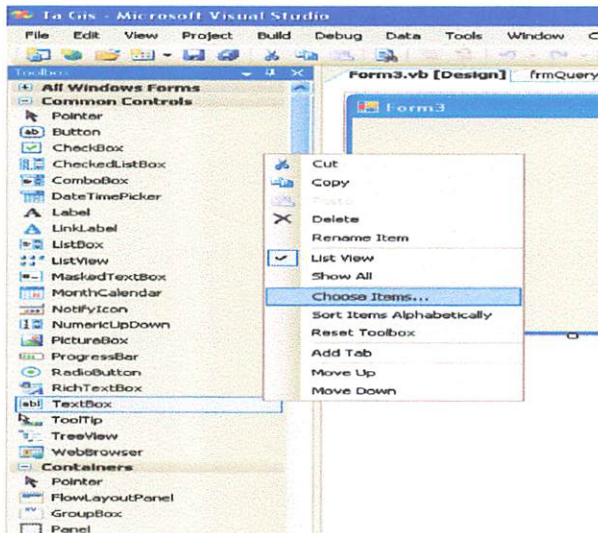 Ta Gis - Microsoft Visual Studio
File Edit View Project Build Debug Data Tools Window
Toolbox
Form3.vb [Design] frmQuery
All Windows Forms
Common Controls
Pointer
Button
CheckBox
CheckedListBox
ComboBox
DateTimePicker
Label
LinkLabel
ListBox
ListView
MaskedTextBox
MonthCalendar
NotifyIcon
NumericUpDown
PictureBox
ProgressBar
RadioButton
RichTextBox
TextBox
ToolTip
TreeView
WebBrowser
Containers
Pointer
FlowLayoutPanel
GroupBox
Panel
Form3
Cut
Copy
Paste
Delete
Rename Item
List View
Show All
Choose Items...
Sort Items Alphabetically
Reset Toolbox
Add Tab
Move Up
Move Down